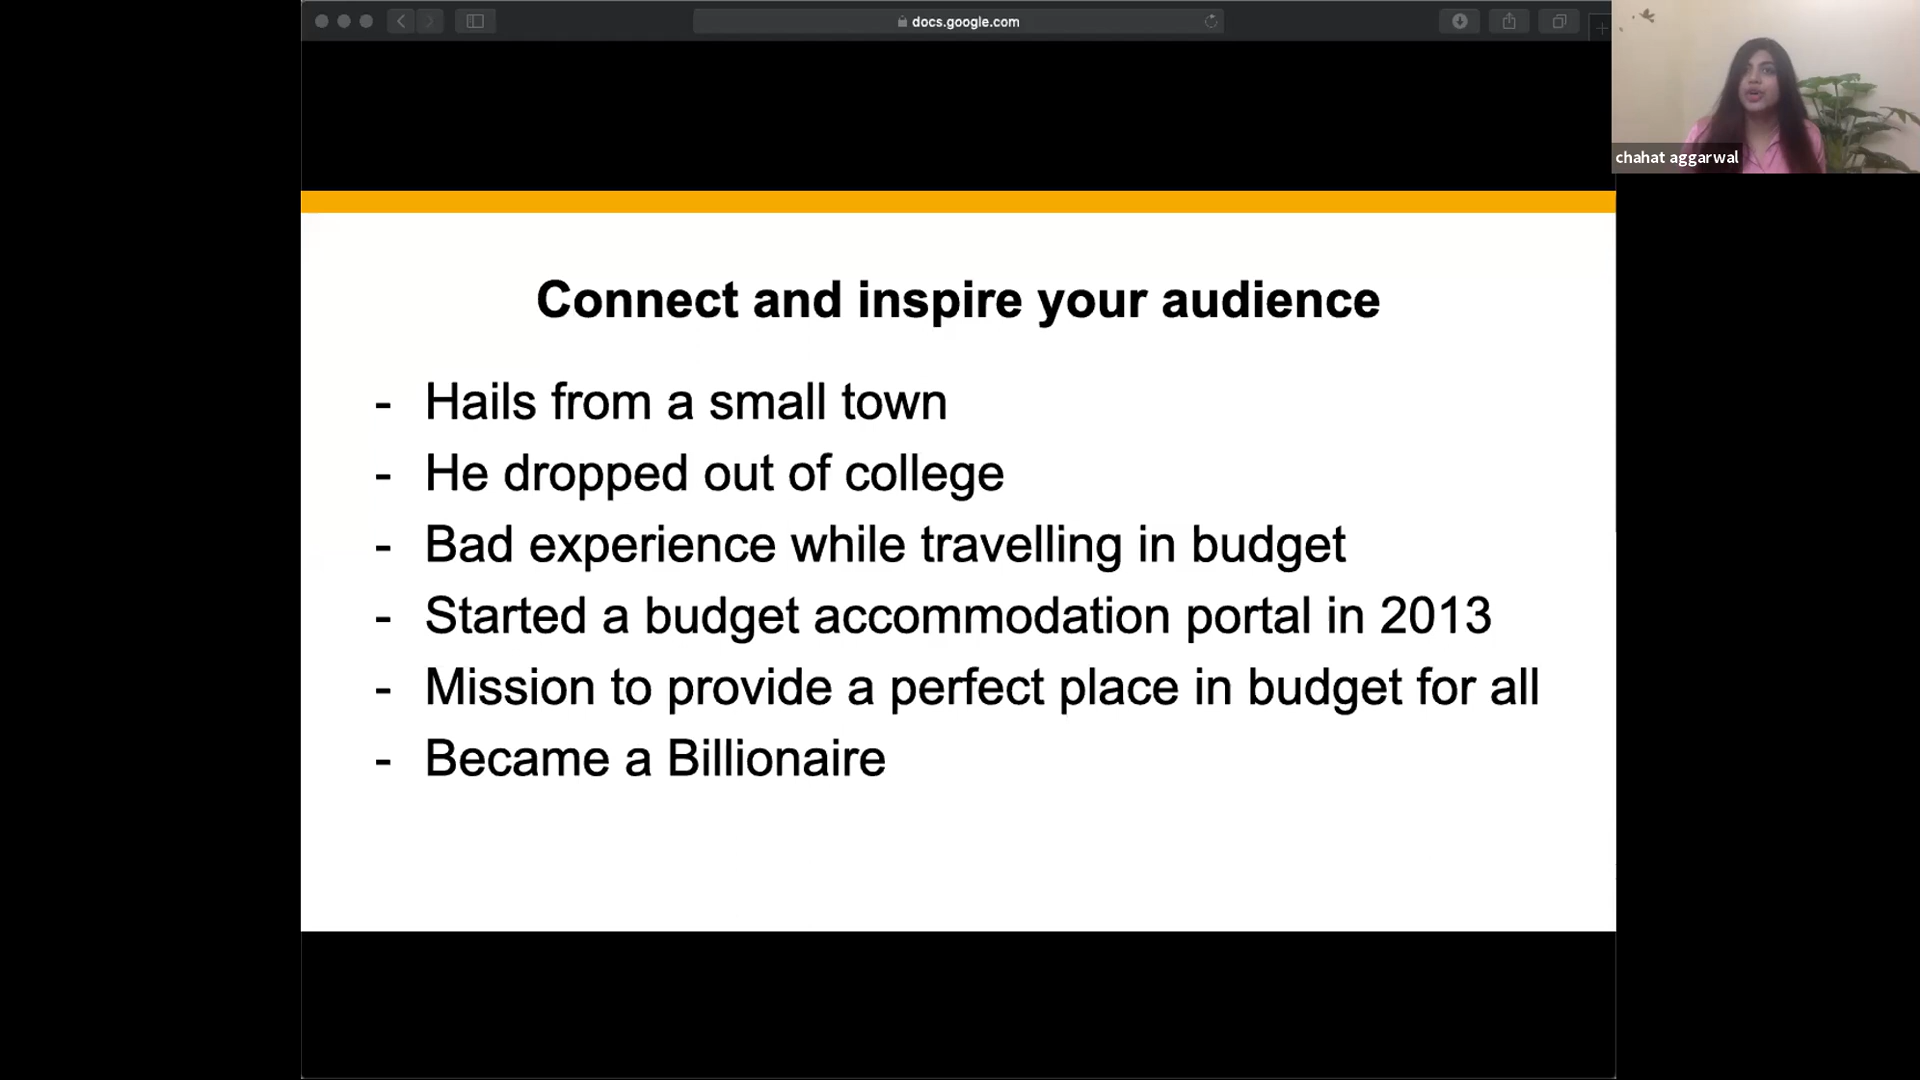 docs.google.com
chahat aggarwal
Connect and inspire your audience
- Hails from a small town
- He dropped out of college
- Bad experience while travelling in budget
- Started a budget accommodation portal in 2013
- Mission to provide a perfect place in budget for all
- Became a Billionaire